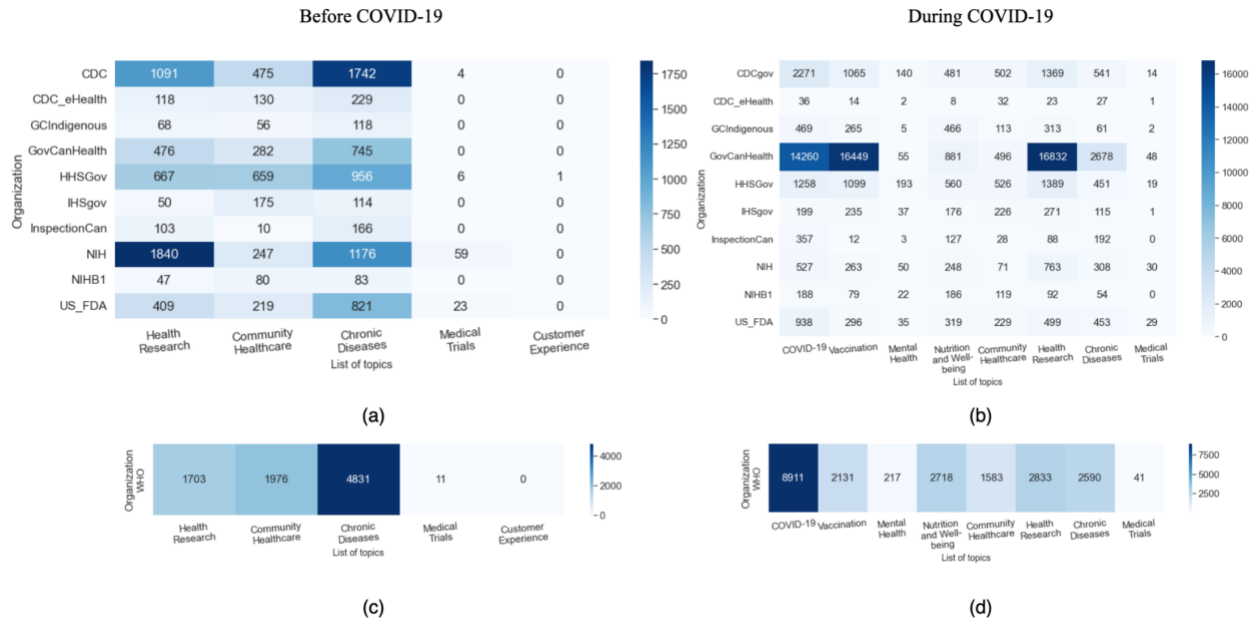 Before COVID-19
During COVID-19
Organization
CDC 1091 475 1742 4 0
CDC_eHealth 118 130 229 0 0
GCIndigenous 68 56 118 0 0
GovCanHealth 476 282 745 0 0
HHSGov 667 659 956 6 1
IHSgov 50 175 114 0 0
InspectionCan 103 10 166 0 0
NIH 1840 247 1176 59 0
NIHB1 47 80 83 0 0
US_FDA 409 219 821 23 0
Health Community Chronic Medical Customer
Research Healthcare Diseases Trials Experience
List of topics
1750
1500
1250
1000
750
500
250
0
(a)
Organization
CDCgov 2271 1065 140 481 502 1369 541 14
CDC_eHealth 36 14 2 8 32 23 27 1
GCIndigenous 469 265 5 466 113 313 61 2
GovCanHealth 14260 16449 55 881 496 16832 2678 48
HHSGov 1258 1099 193 560 526 1389 451 19
IHSgov 199 235 37 176 226 271 115 1
InspectionCan 357 12 3 127 28 88 192 0
NIH 527 263 50 248 71 763 308 30
NIHB1 188 79 22 186 119 92 54 0
US_FDA 938 296 35 319 229 499 453 29
COVID-19 Vaccination Mental Nutrition Community Health Chronic Medical
Health and Well- Healthcare Research Diseases Trials
being
List of topics
16000
14000
12000
10000
8000
6000
4000
2000
0
(b)
Organization
WHO
1703 1976 4831 11 0
Health Community Chronic Medical Customer
Research Healthcare Diseases Trials Experience
List of topics
4000
2000
0
(c)
Organization
WHO
8911 2131 217 2718 1583 2833 2590 41
COVID-19 Vaccination Mental Nutrition Community Health Chronic Medical
Health and Well- Healthcare Research Diseases Trials
being
List of topics
7500
5000
2500
(d)